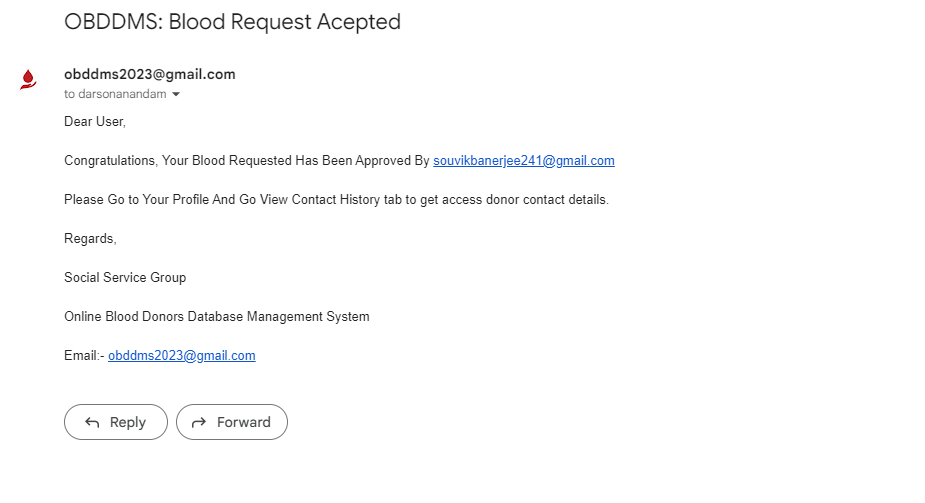 OBDDMS: Blood Request Acepted
obddms2023@gmail.com
to darsonanandam
Dear User,
Congratulations, Your Blood Requested Has Been Approved By souvikbanerjee241@gmail.com
Please Go to Your Profile And Go View Contact History tab to get access donor contact details.
Regards,
Social Service Group
Online Blood Donors Database Management System
Email:- obddms2023@gmail.com
Reply Forward